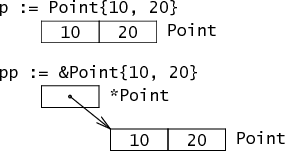 p := Point{10, 20}
10 20 Point
pp := &Point{10, 20}
*Point
10 20 Point